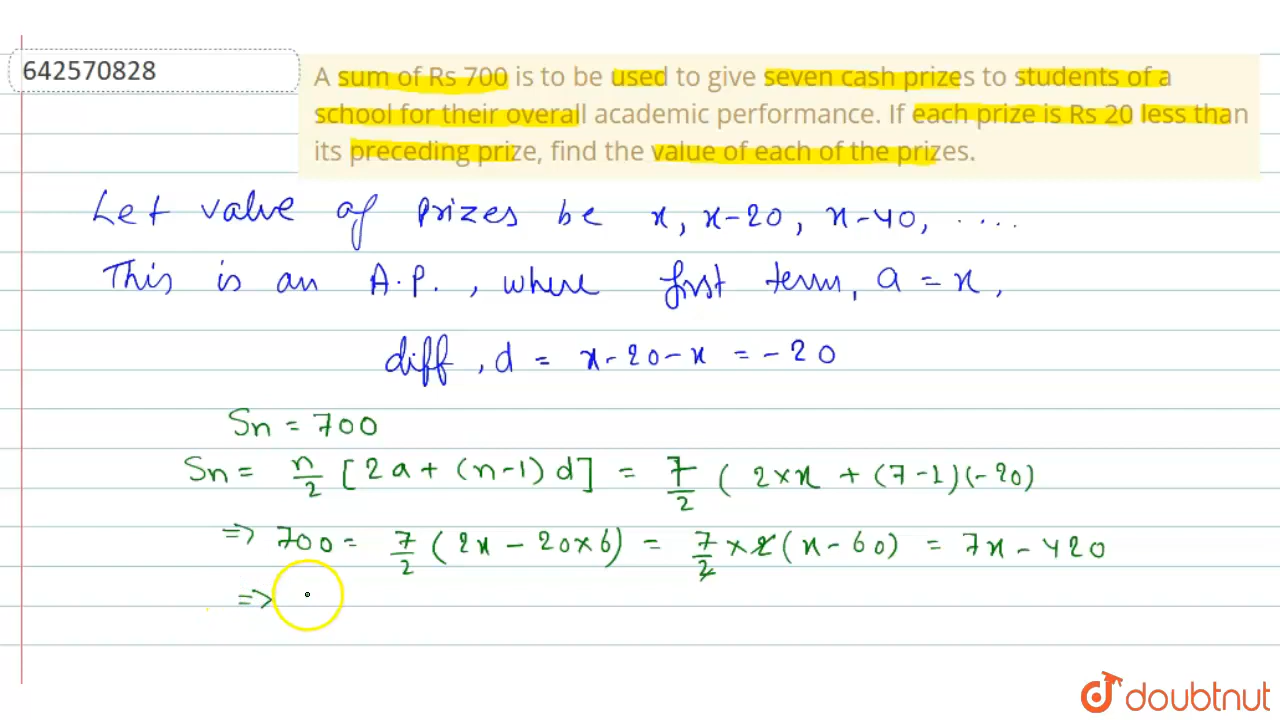 642570828
A sum of Rs 700 is to be used to give seven cash prizes to students of a
school for their overall academic performance. If each prize is Rs 20 less than
its preceding prize, find the value of each of the prizes.
Let value of prizes be x, x-20, x-40, ....
This is an A.P., where first term, a = x,
diff, d = x-20-x = -20
Sn = 700
Sn = n/2 [2a + (n-1) d] = 7/2 (2×x + (7-1)(-20)
=> 700 = 7/2 (2x - 20×6) = 7/2 × 2 (x - 60) = 7x - 420
=>
doubtnut